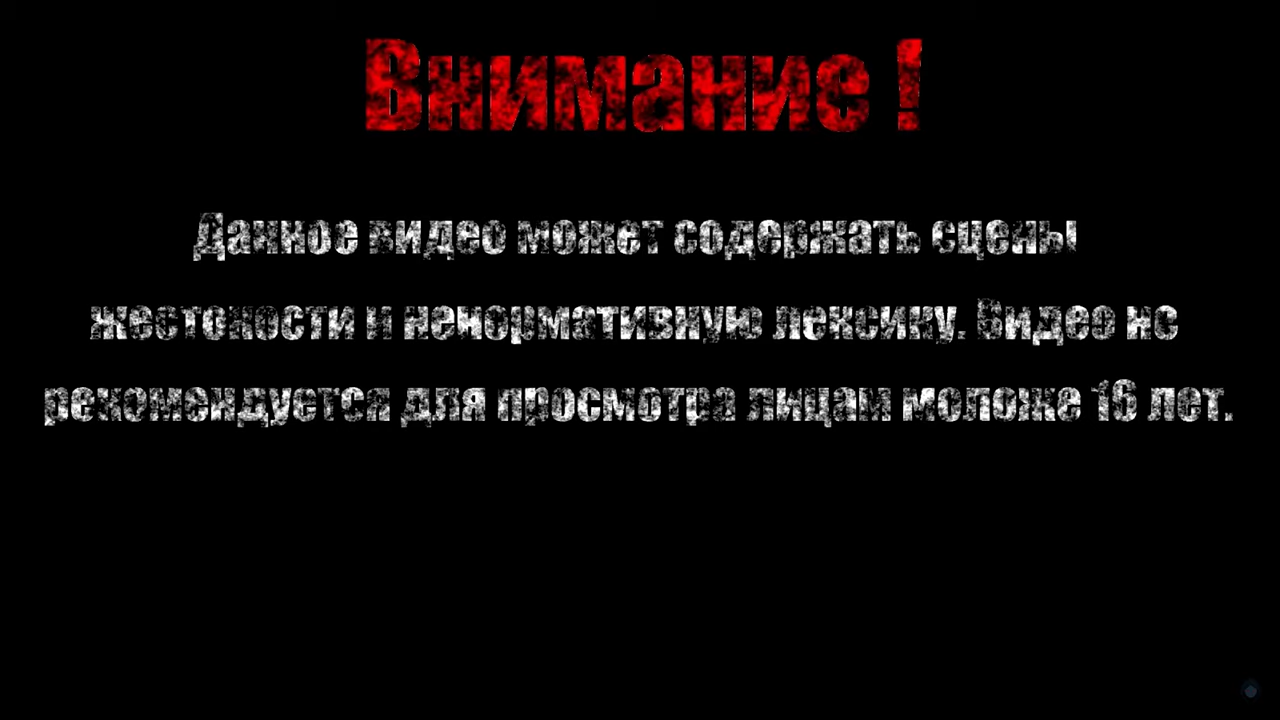 Внимание !
Данное видео может содержать сцены
жестокости и ненормативную лексику. Видео не
рекомендуется для просмотра лицам моложе 16 лет.